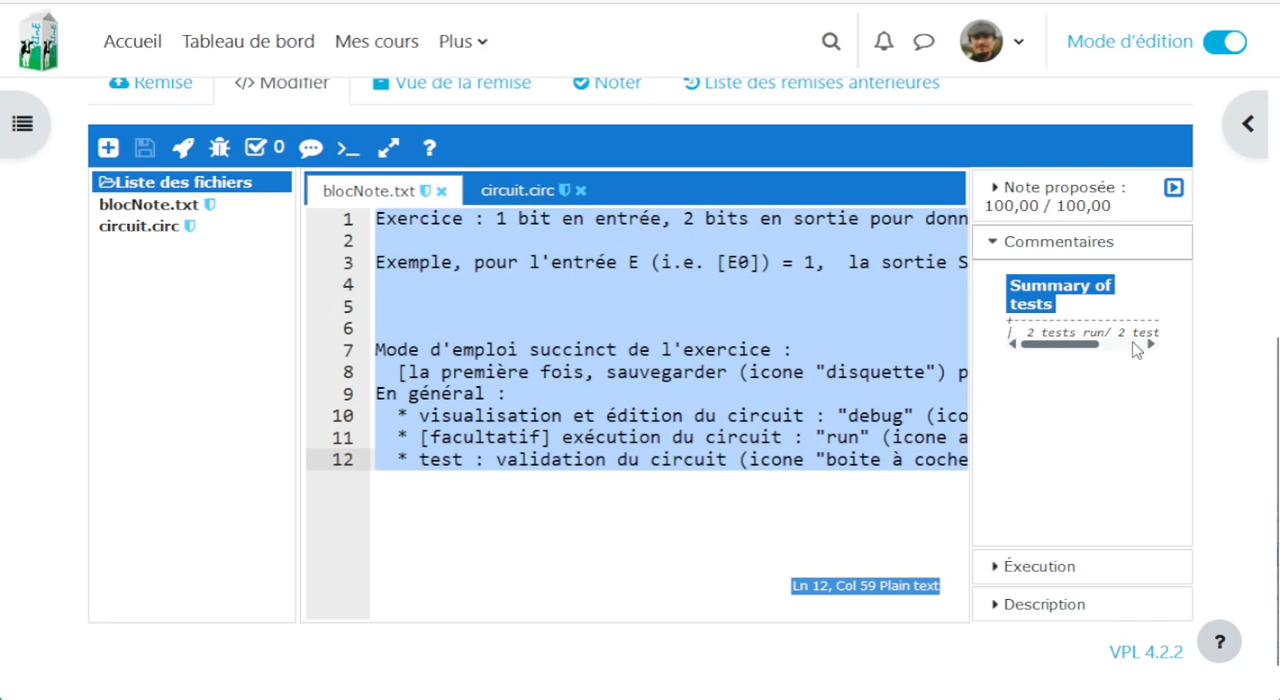 Accueil Tableau de bord Mes cours Plus Mode d'édition
Remise </> Modifier Vue de la remise Noter Liste des remises antérieures
0 >_ ?
Liste des fichiers
blocNote.txt
circuit.circ
blocNote.txt × circuit.circ ×
1 Exercice : 1 bit en entrée, 2 bits en sortie pour donn
2
3 Exemple, pour l'entrée E (i.e. [E0]) = 1, la sortie S
4
5
6
7 Mode d'emploi succinct de l'exercice :
8 [la première fois, sauvegarder (icone "disquette") p
9 En général :
10 * visualisation et édition du circuit : "debug" (ico
11 * [facultatif] exécution du circuit : "run" (icone a
12 * test : validation du circuit (icone "boite à coche
Ln 12, Col 59 Plain text
Note proposée :
100,00 / 100,00
Commentaires
Summary of
tests
+------------------
| 2 tests run/ 2 test
Éxecution
Description
VPL 4.2.2
?